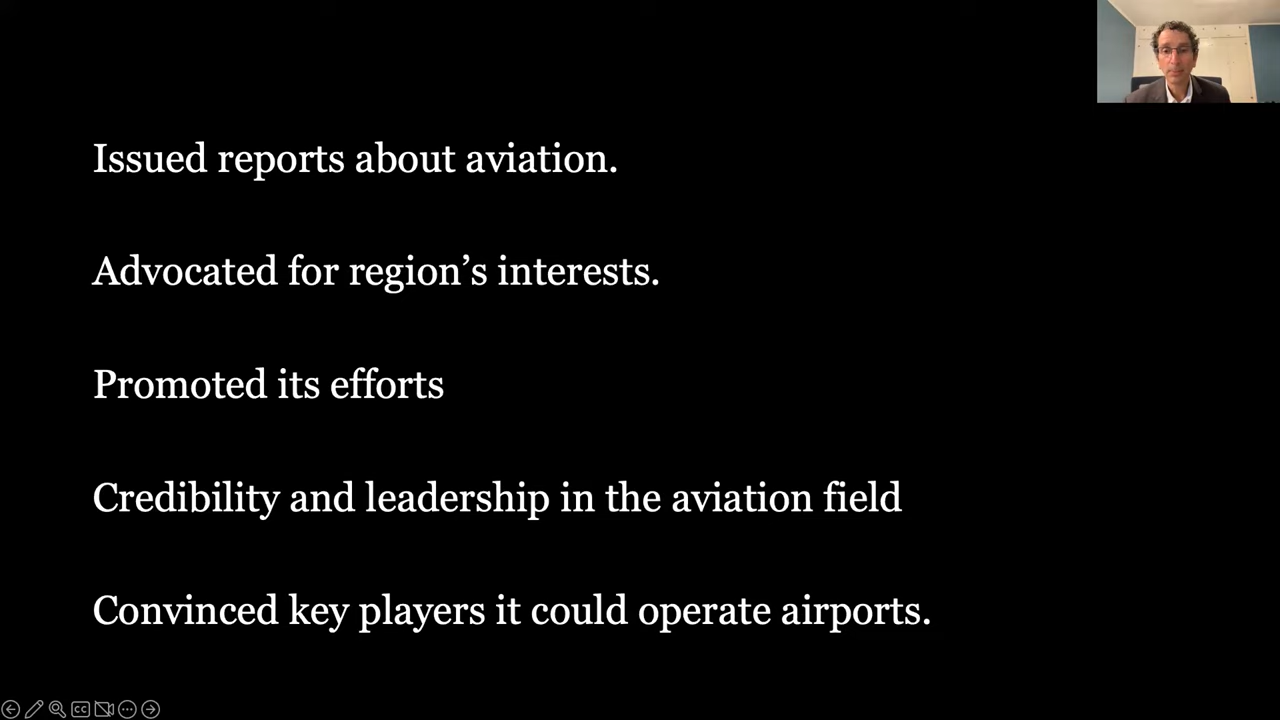 Issued reports about aviation.
Advocated for region’s interests.
Promoted its efforts
Credibility and leadership in the aviation field
Convinced key players it could operate airports.
CC